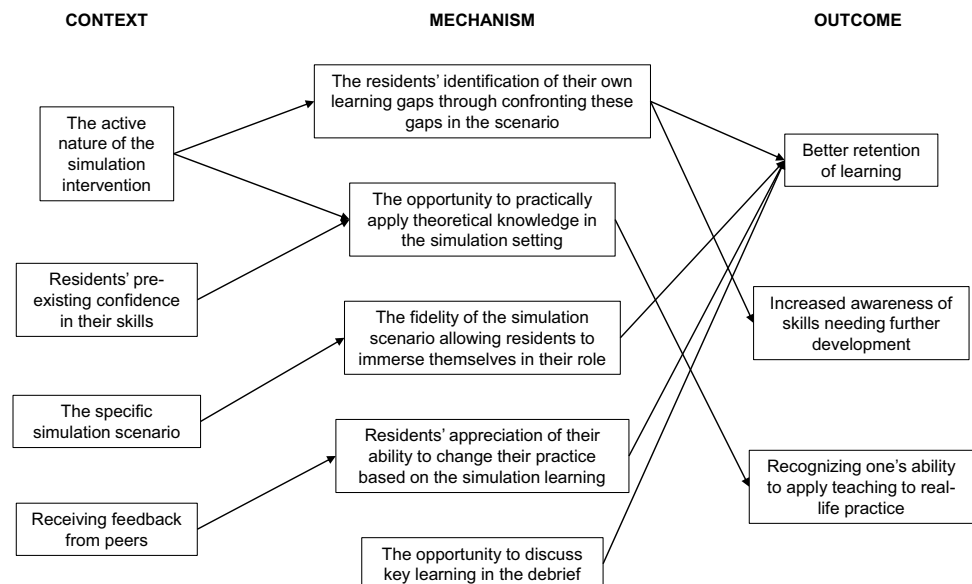 CONTEXT
MECHANISM
OUTCOME
The active
nature of the
simulation
intervention
Residents’ pre-
existing confidence
in their skills
The specific
simulation scenario
Receiving feedback
from peers
The residents’ identification of their own
learning gaps through confronting these
gaps in the scenario
The opportunity to practically
apply theoretical knowledge in
the simulation setting
The fidelity of the simulation
scenario allowing residents to
immerse themselves in their role
Residents’ appreciation of their
ability to change their practice
based on the simulation learning
The opportunity to discuss
key learning in the debrief
Better retention
of learning
Increased awareness of
skills needing further
development
Recognizing one’s ability
to apply teaching to real-
life practice